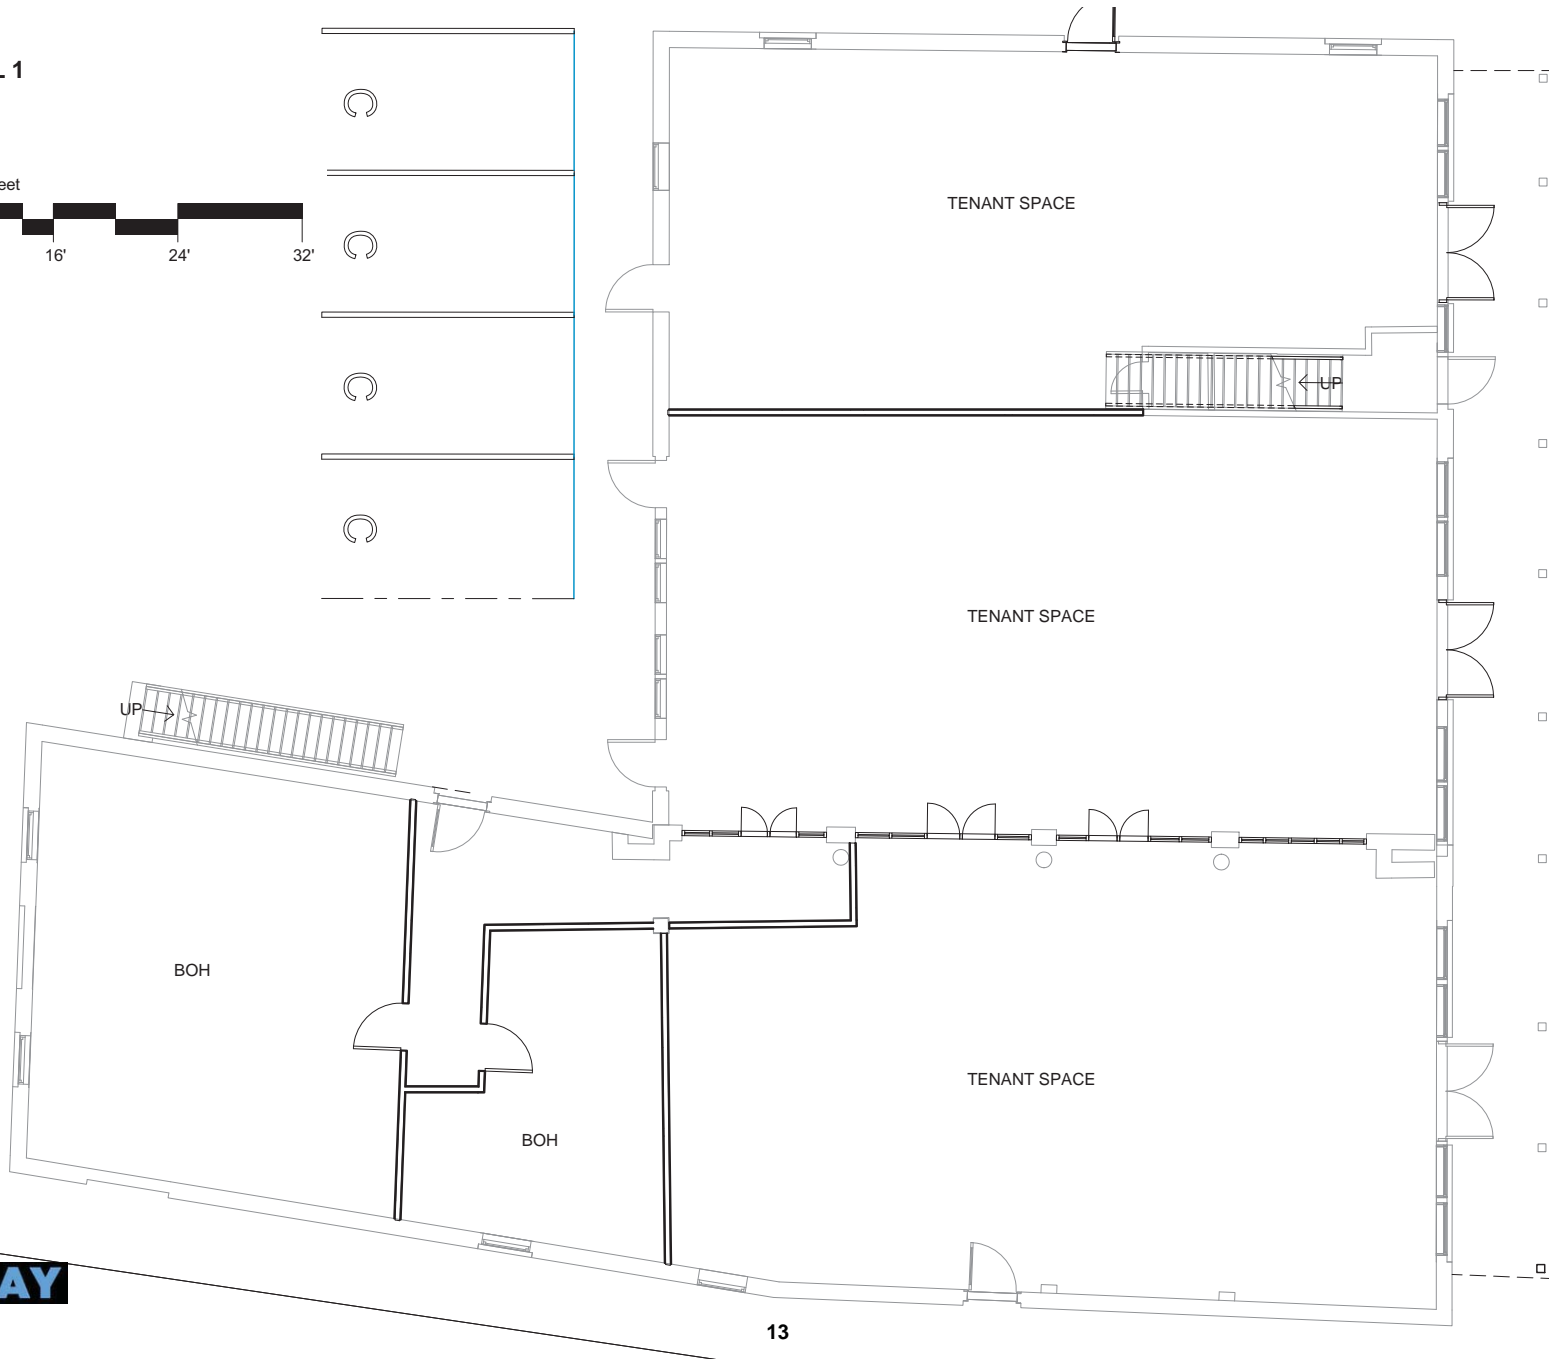 L 1
eet
16' 24' 32'
C
C
C
C
TENANT SPACE
UP
TENANT SPACE
UP
BOH
TENANT SPACE
BOH
AY
13